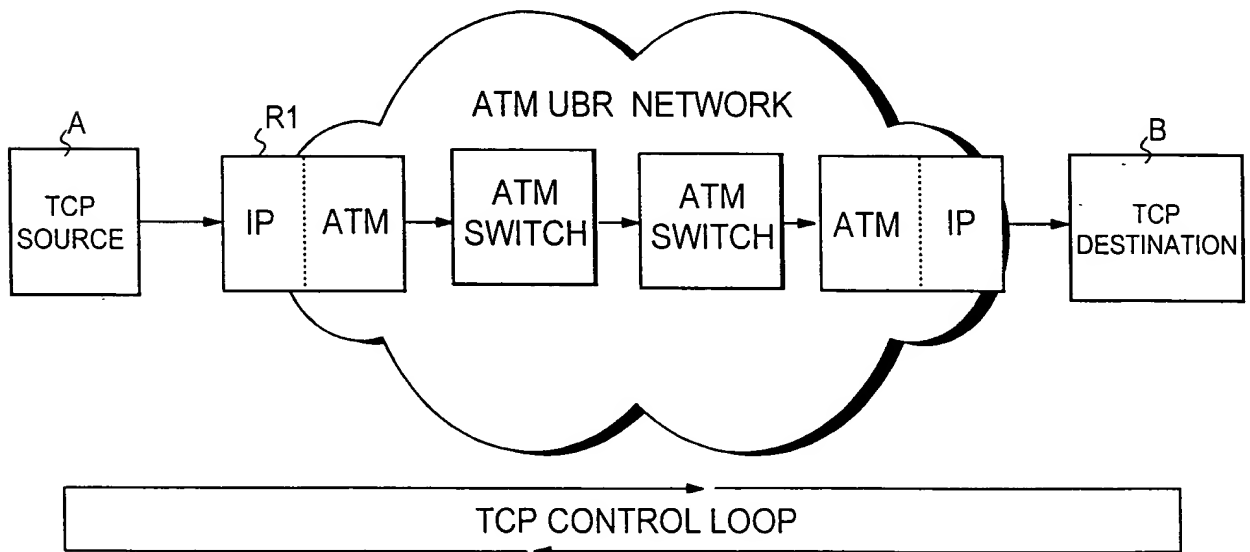 ATM UBR NETWORK
A
R1
B
TCP
SOURCE
IP
ATM
ATM
SWITCH
ATM
SWITCH
ATM
IP
TCP
DESTINATION
TCP CONTROL LOOP